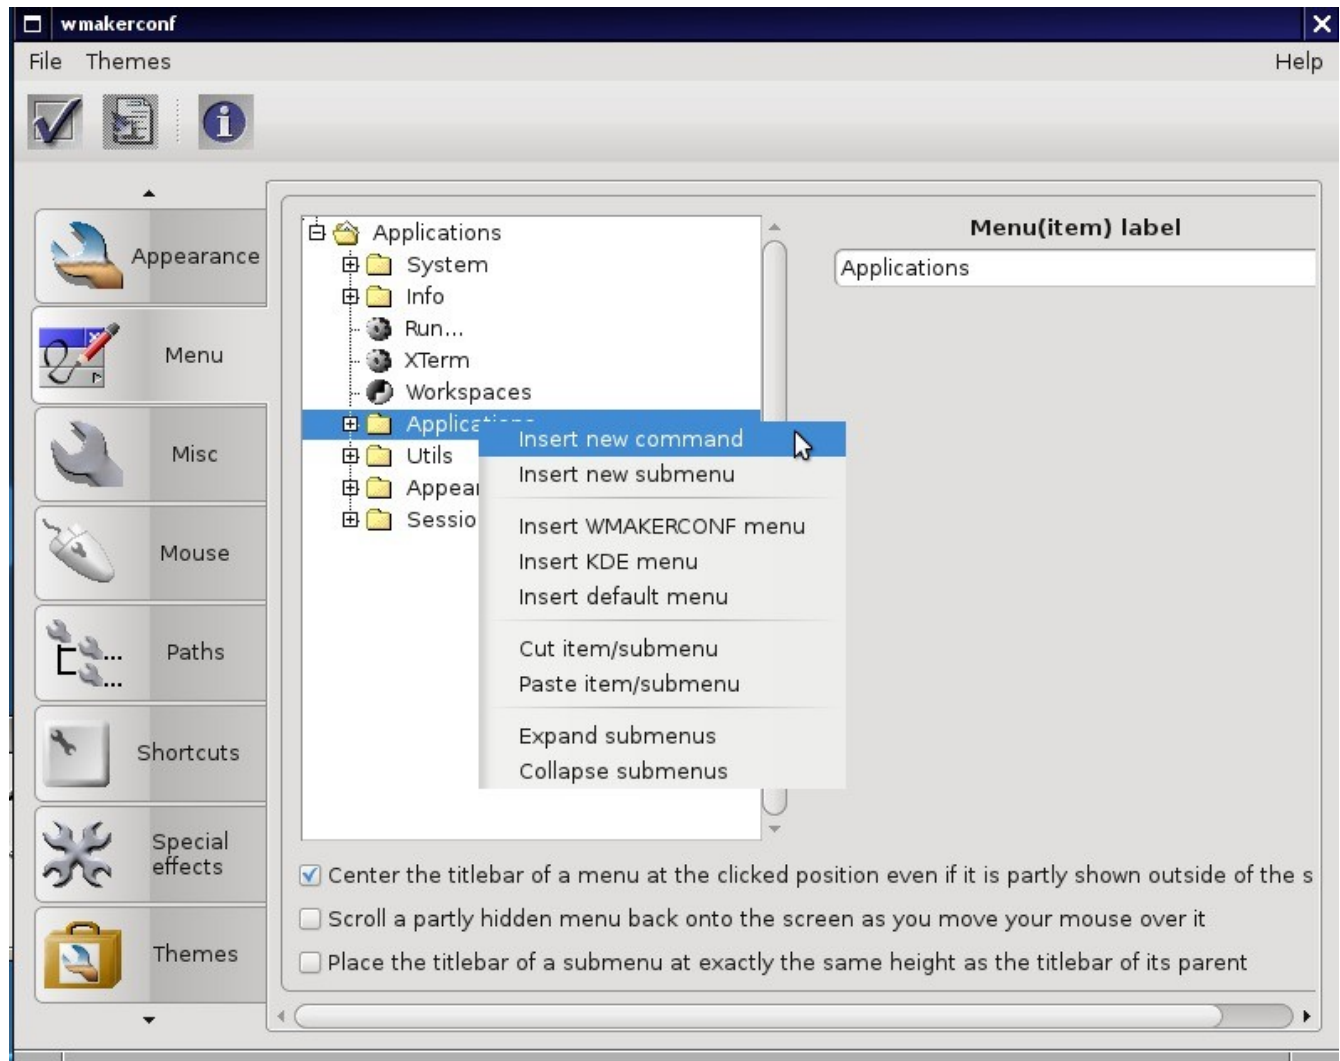 wmakerconf
File Themes Help
Appearance
Menu
Misc
Mouse
Paths
Shortcuts
Special
effects
Themes
Applications
System
Info
Run...
XTerm
Workspaces
Utils
Menu(item) label
Applications
Insert new command
Insert new submenu
Insert WMAKERCONF menu
Insert KDE menu
Insert default menu
Cut item/submenu
Paste item/submenu
Expand submenus
Collapse submenus
Center the titlebar of a menu at the clicked position even if it is partly shown outside of the s
Scroll a partly hidden menu back onto the screen as you move your mouse over it
Place the titlebar of a submenu at exactly the same height as the titlebar of its parent